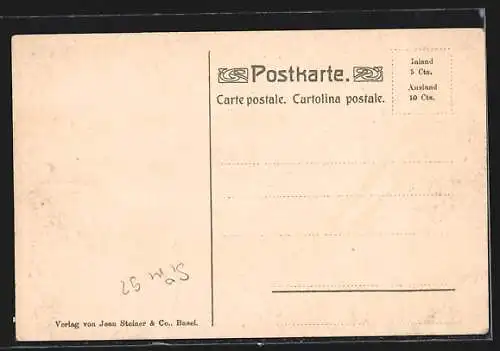 Postkarte.
Carte postale. Cartolina postale.
Inland
5 Cts.
Ausland
10 Cts.
Verlag von Jean Steiner & Co., Basel.